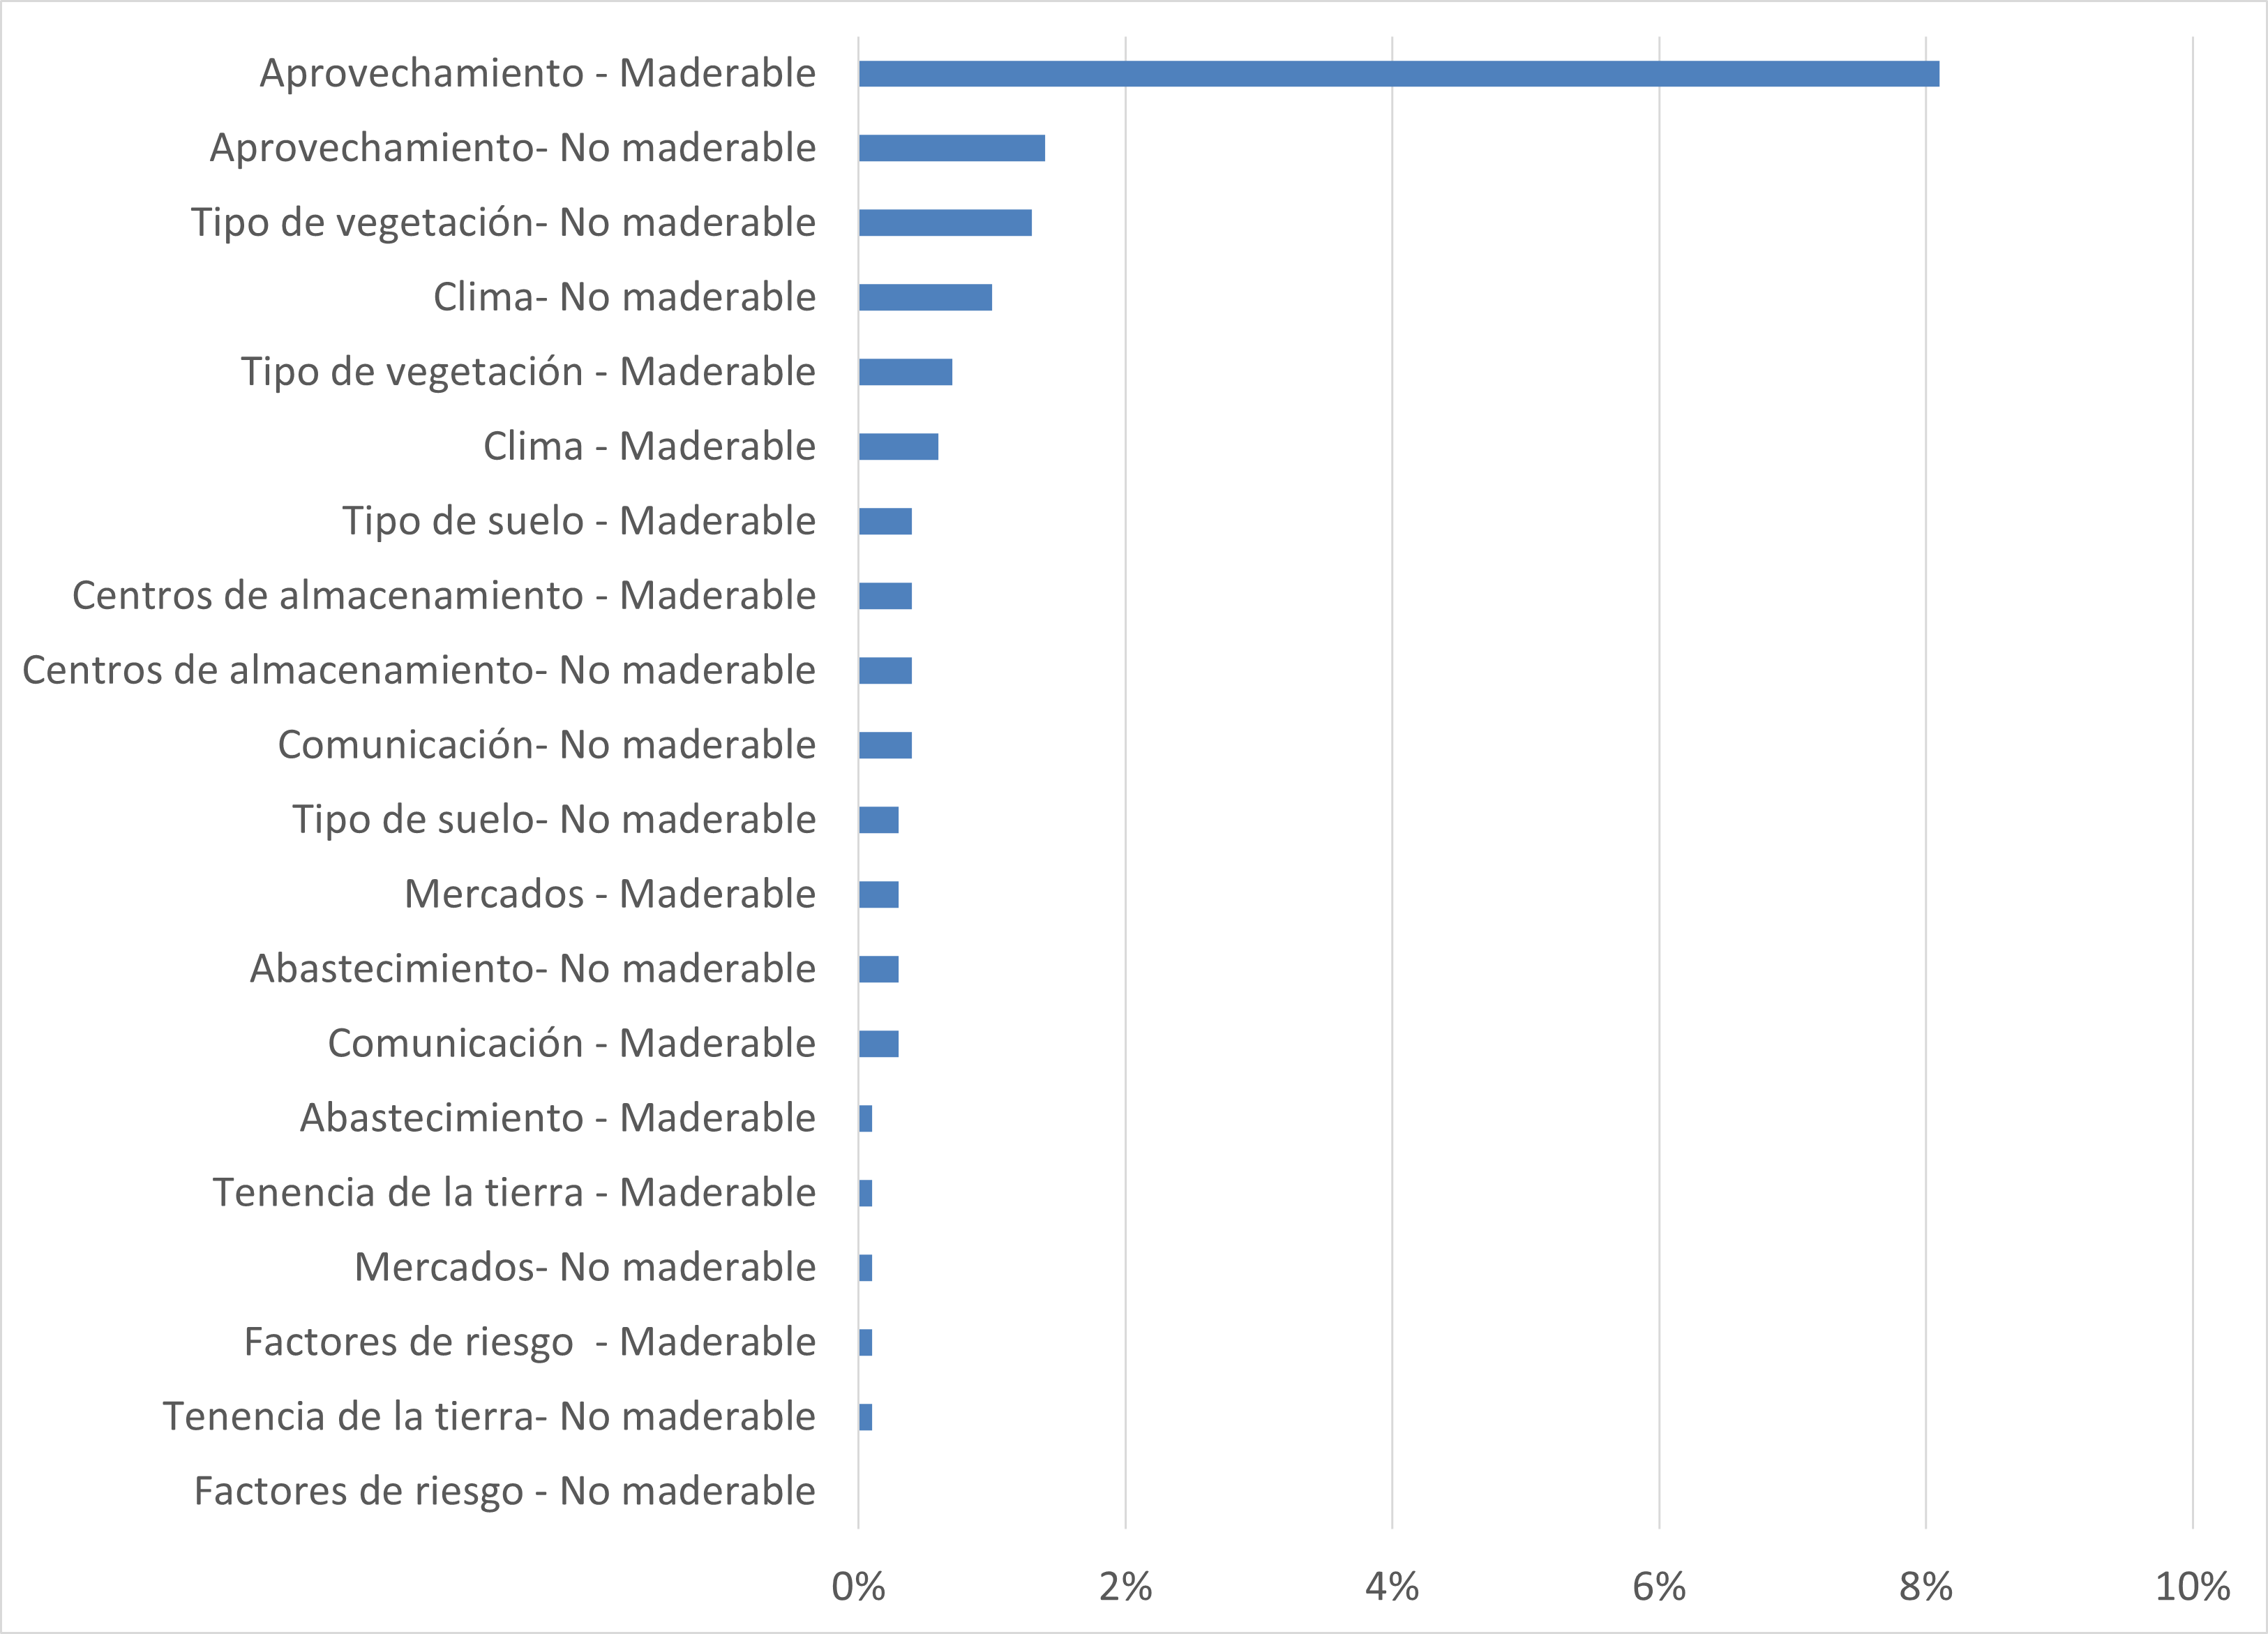 Aprovechamiento - Maderable
Aprovechamiento- No maderable
Tipo de vegetación- No maderable
Clima- No maderable
Tipo de vegetación - Maderable
Clima - Maderable
Tipo de suelo - Maderable
Centros de almacenamiento - Maderable
Centros de almacenamiento- No maderable
Comunicación- No maderable
Tipo de suelo- No maderable
Mercados - Maderable
Abastecimiento- No maderable
Comunicación - Maderable
Abastecimiento - Maderable
Tenencia de la tierra - Maderable
Mercados- No maderable
Factores de riesgo  - Maderable
Tenencia de la tierra- No maderable
Factores de riesgo - No maderable
0% 2% 4% 6% 8% 10%